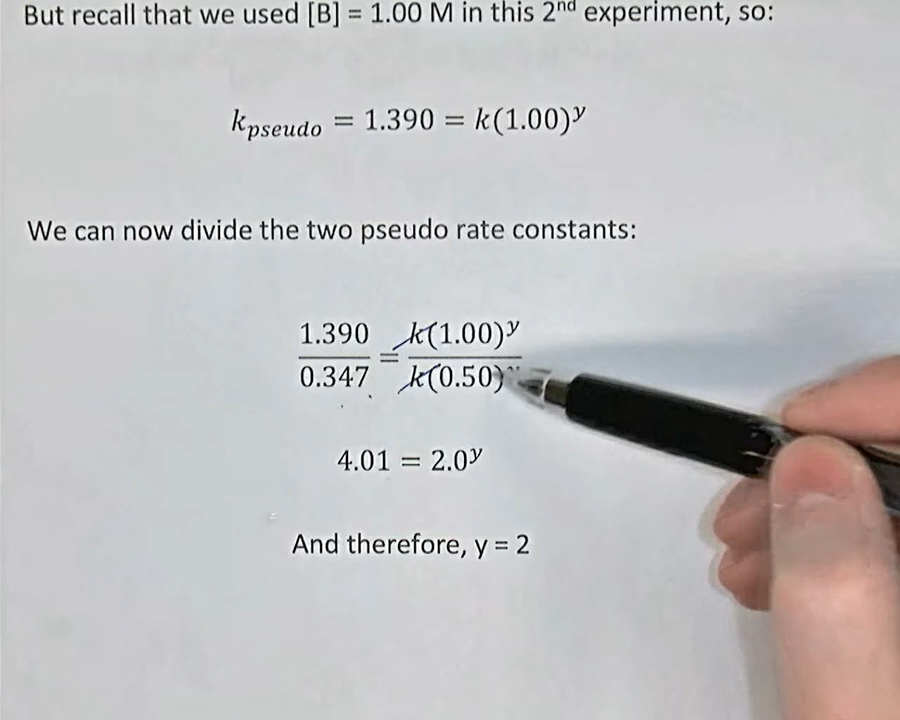 But recall that we used [B] = 1.00 M in this 2nd experiment, so:
kpseudo = 1.390 = k(1.00)^y
We can now divide the two pseudo rate constants:
1.390 / 0.347 = k(1.00)^y / k(0.50)
4.01 = 2.0^y
And therefore, y = 2